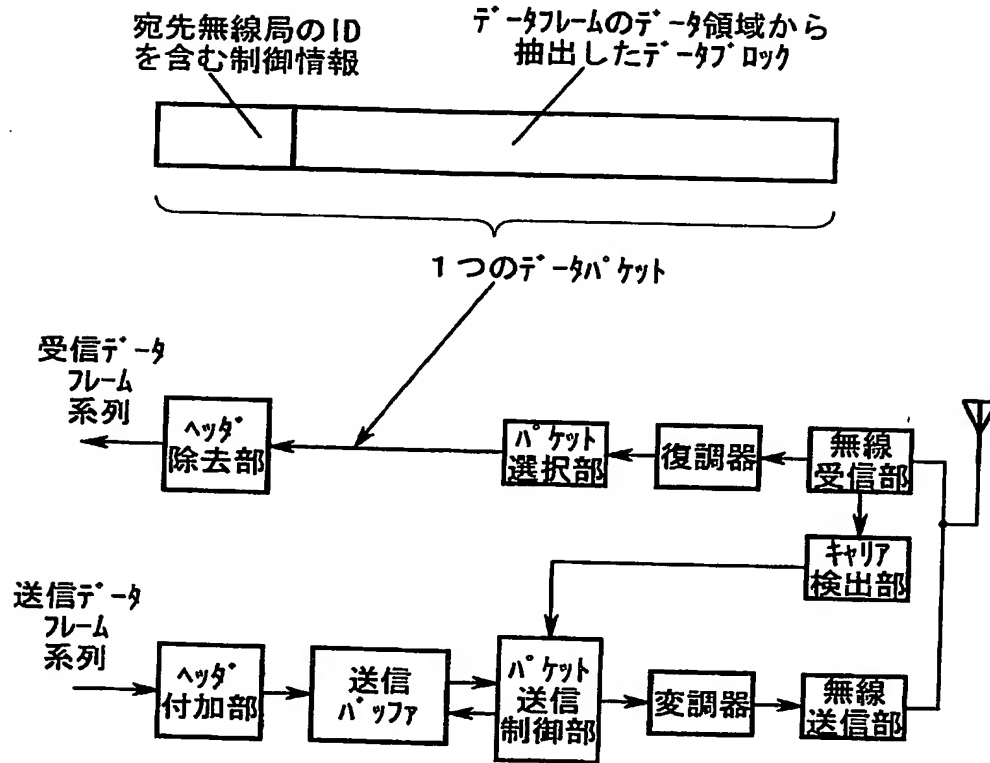 宛先無線局のID
を含む制御情報
データフレームのデータ領域から
抽出したデータブロック
1つのデータパケット
受信データ
フレーム
系列
ヘッダ
除去部
パケット
選択部
復調器
無線
受信部
キャリア
検出部
送信データ
フレーム
系列
ヘッダ
付加部
送信
バッファ
パケット
送信
制御部
変調器
無線
送信部